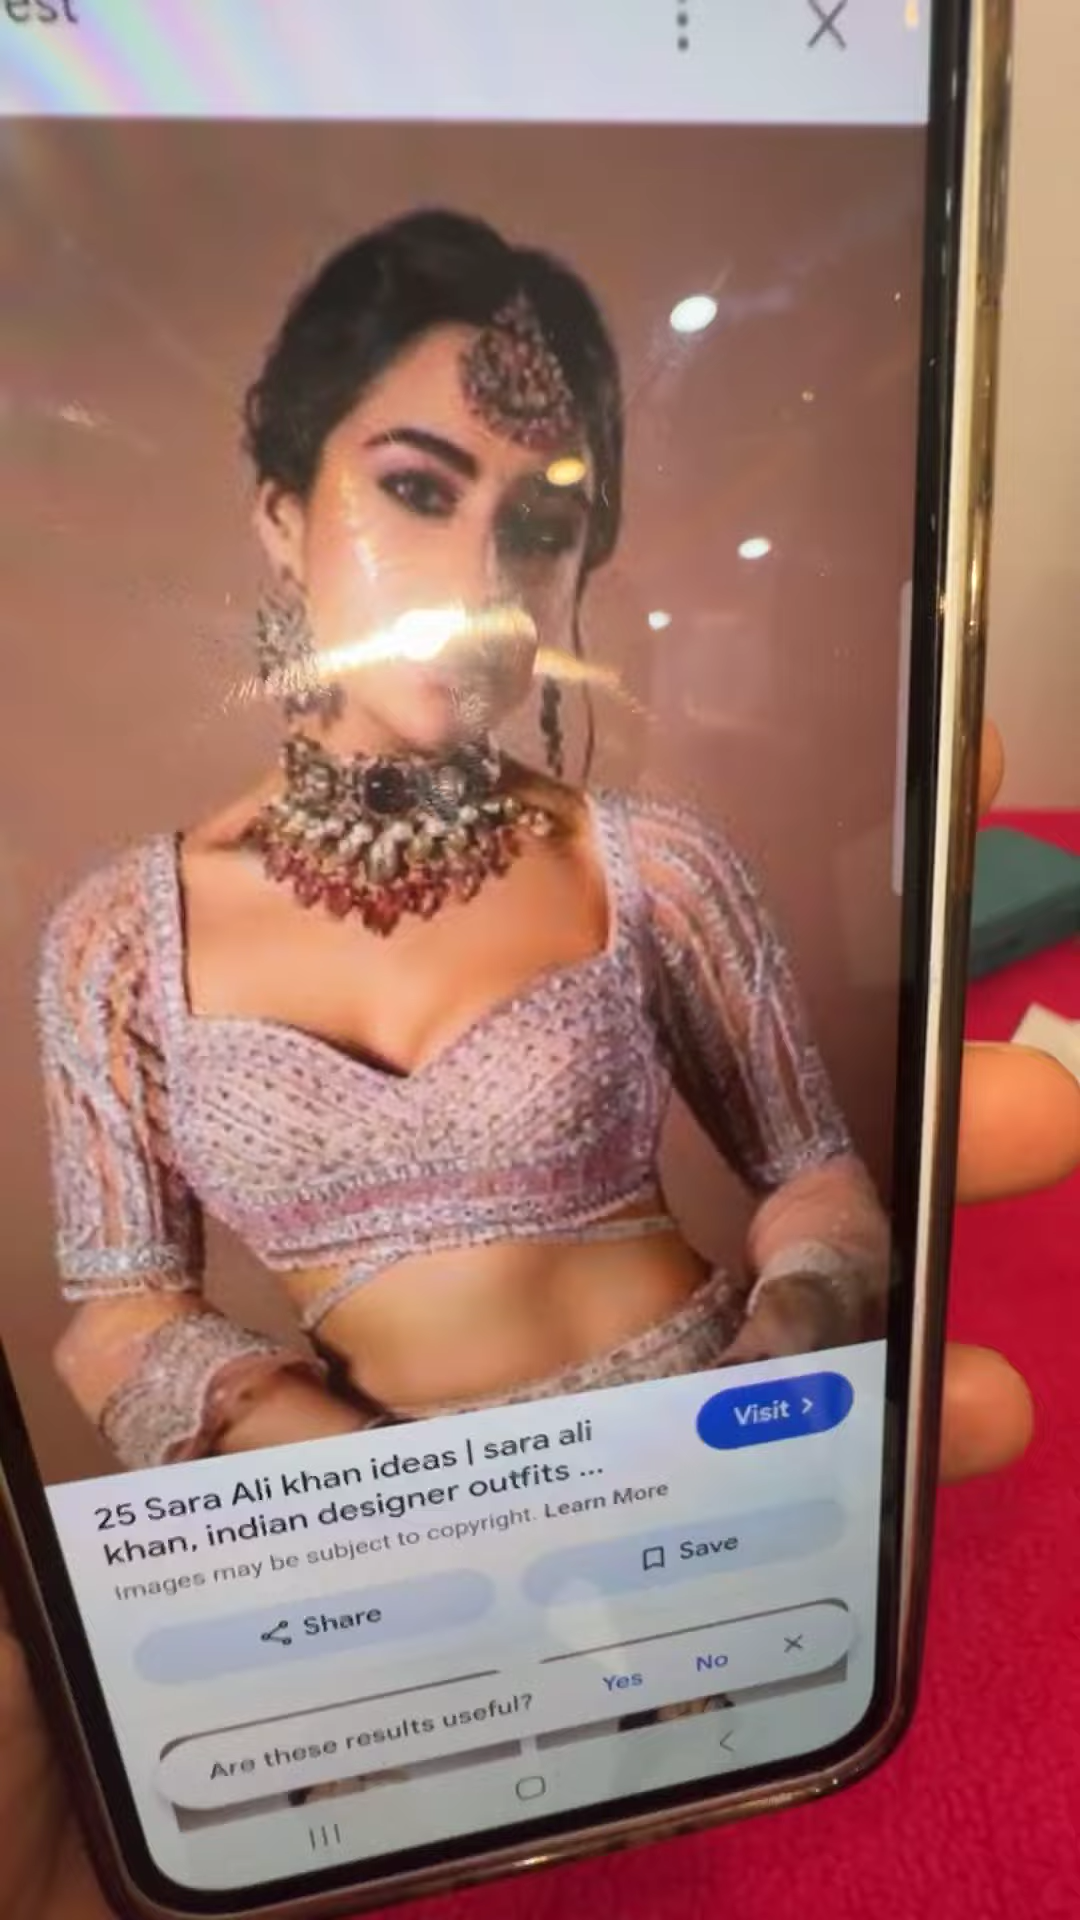 est
25 Sara Ali khan ideas | sara ali
khan, indian designer outfits ...
Images may be subject to copyright. Learn More
Visit >
Share
Save
Are these results useful? Yes No